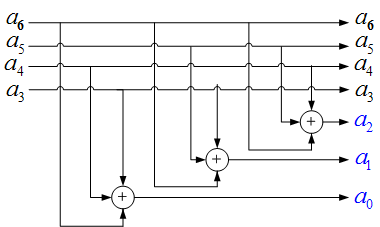 a₆ a₆
a₅ a₅
a₄ a₄
a₃ a₃
+ a₂
+ a₁
+ a₀